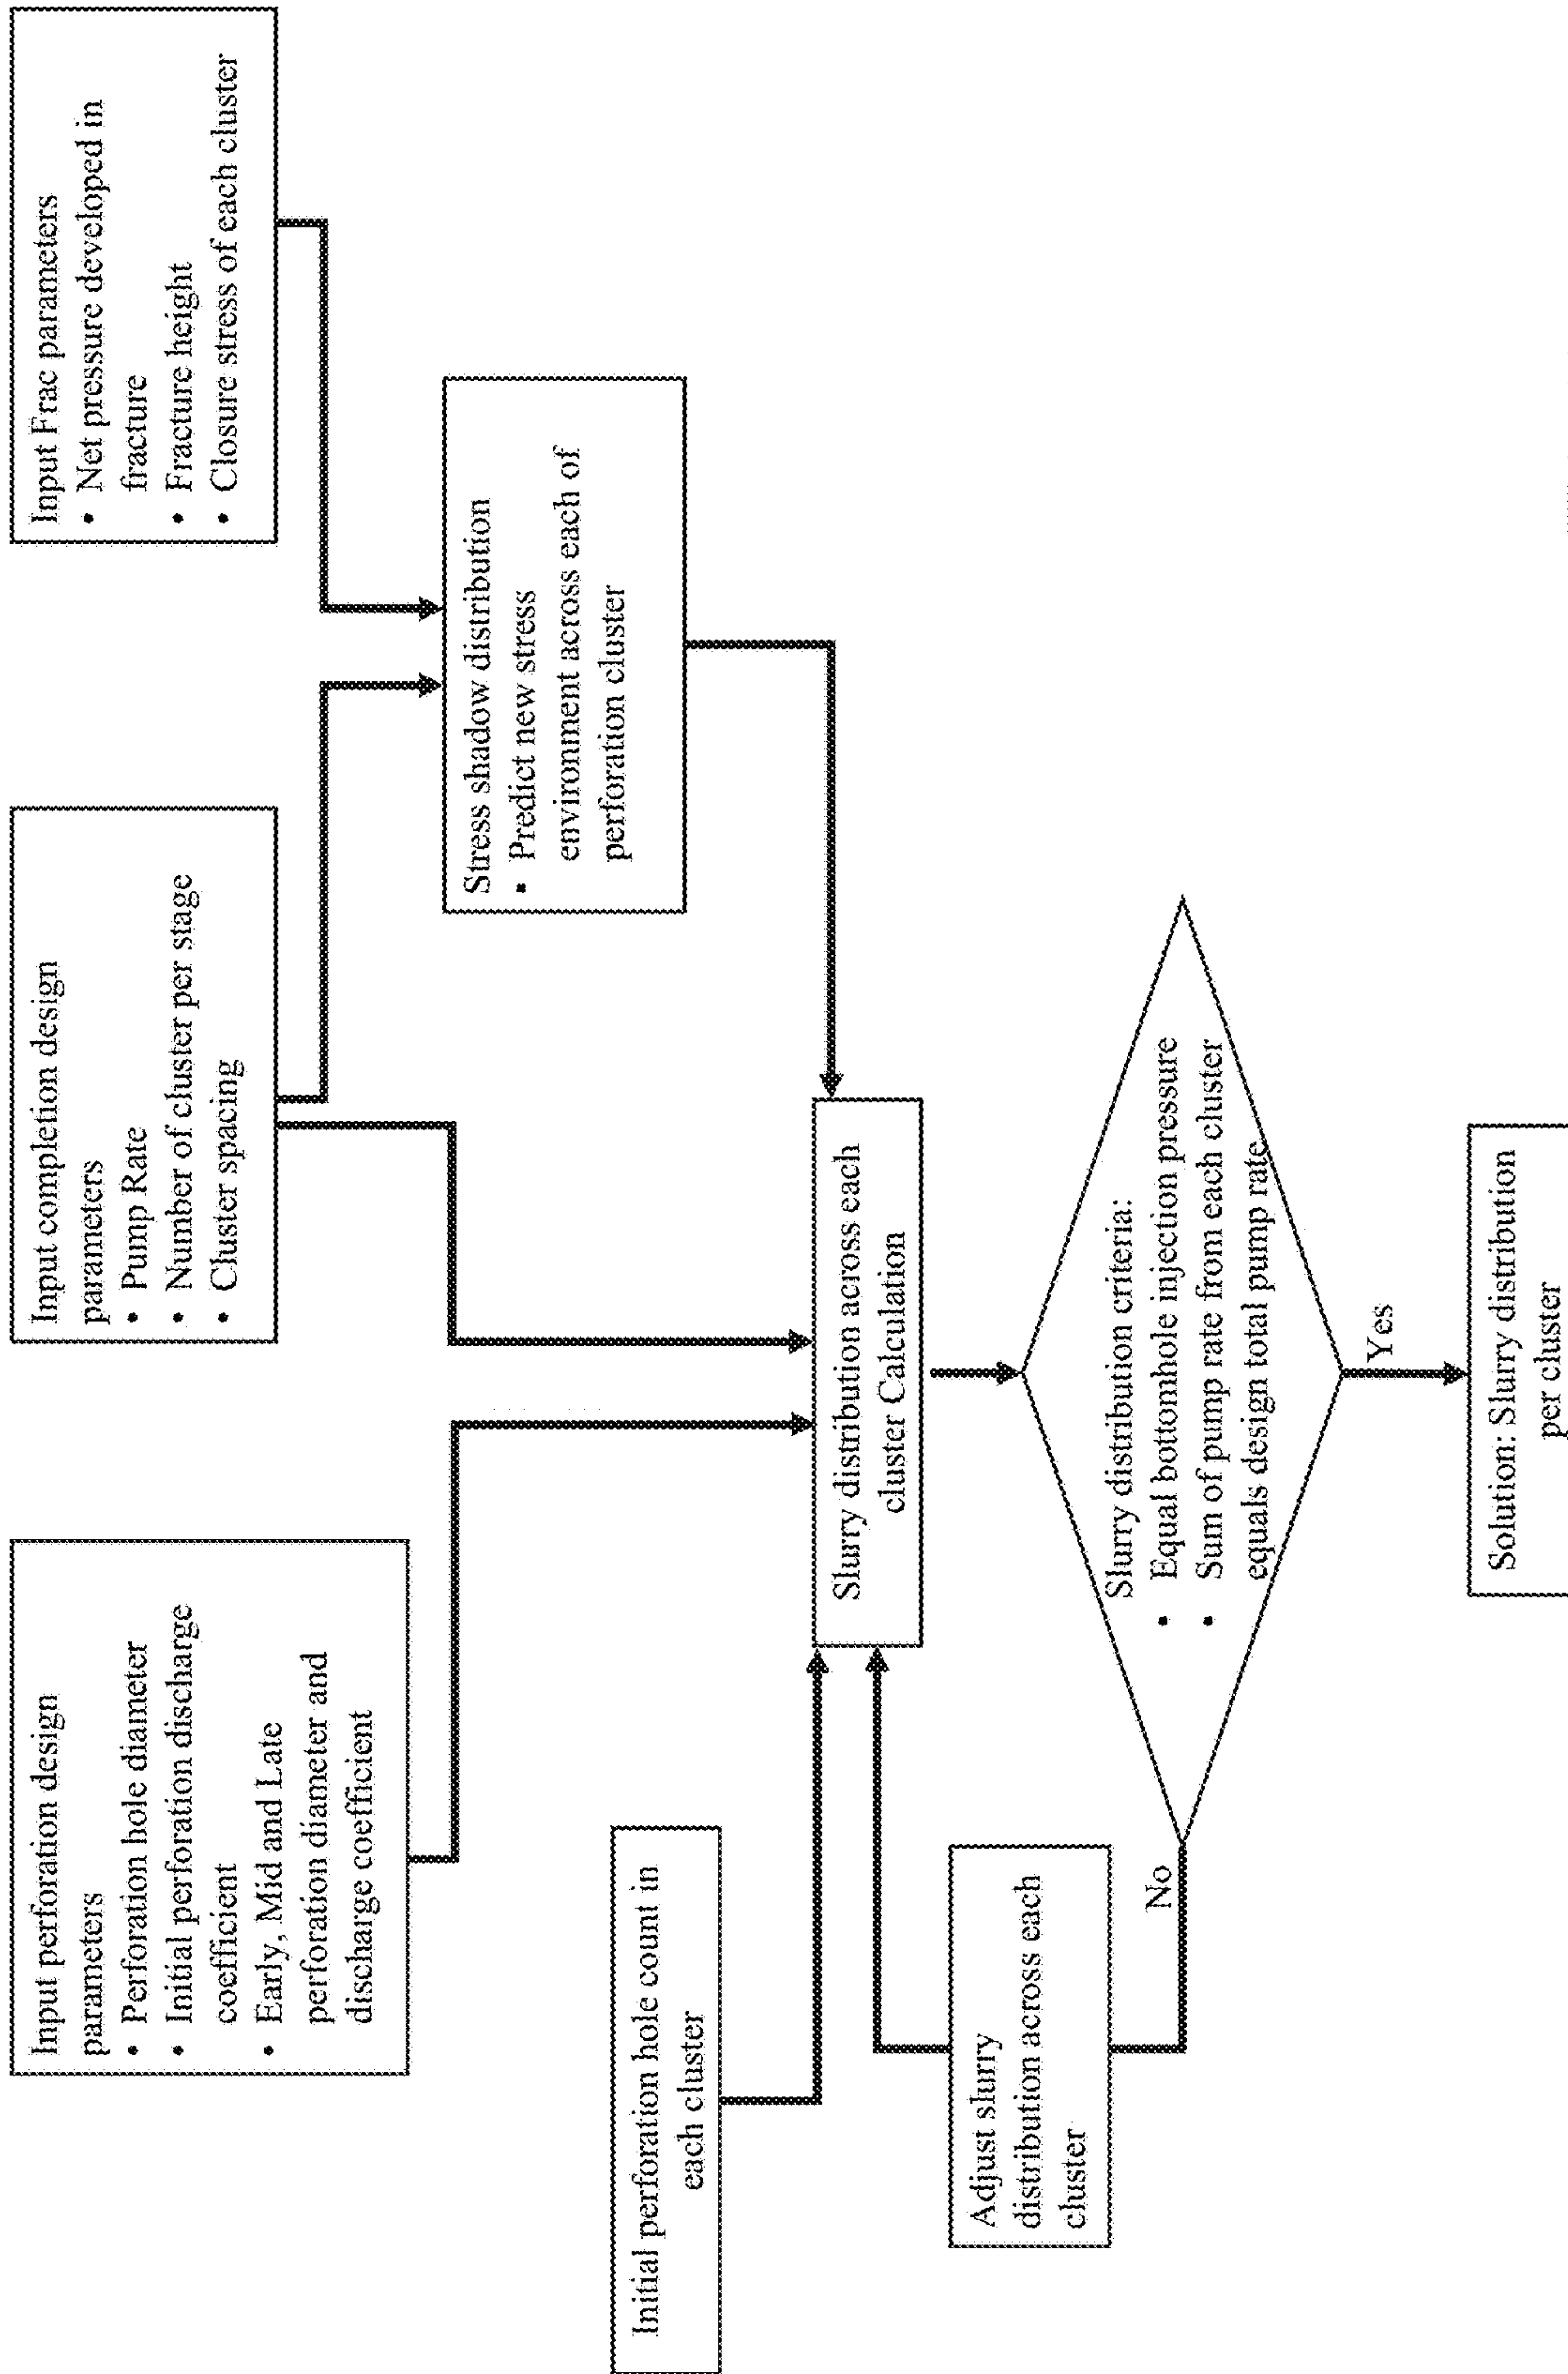 Input perforation design
parameters
• Perforation hole diameter
• Initial perforation discharge
coefficient
• Early, Mid and Late
perforation diameter and
discharge coefficient
Input completion design
parameters
• Pump Rate
• Number of cluster per stage
• Cluster spacing
Input Frac parameters
• Net pressure developed in
fracture
• Fracture height
• Closure stress of each cluster
Stress shadow distribution
• Predict new stress
environment across each of
perforation cluster
Initial perforation hole count in
each cluster
Slurry distribution across each
cluster Calculation
Adjust slurry
distribution across each
cluster
No
Slurry distribution criteria:
• Equal bottomhole injection pressure
• Sum of pump rate from each cluster
equals design total pump rate
Yes
Solution: Slurry distribution
per cluster